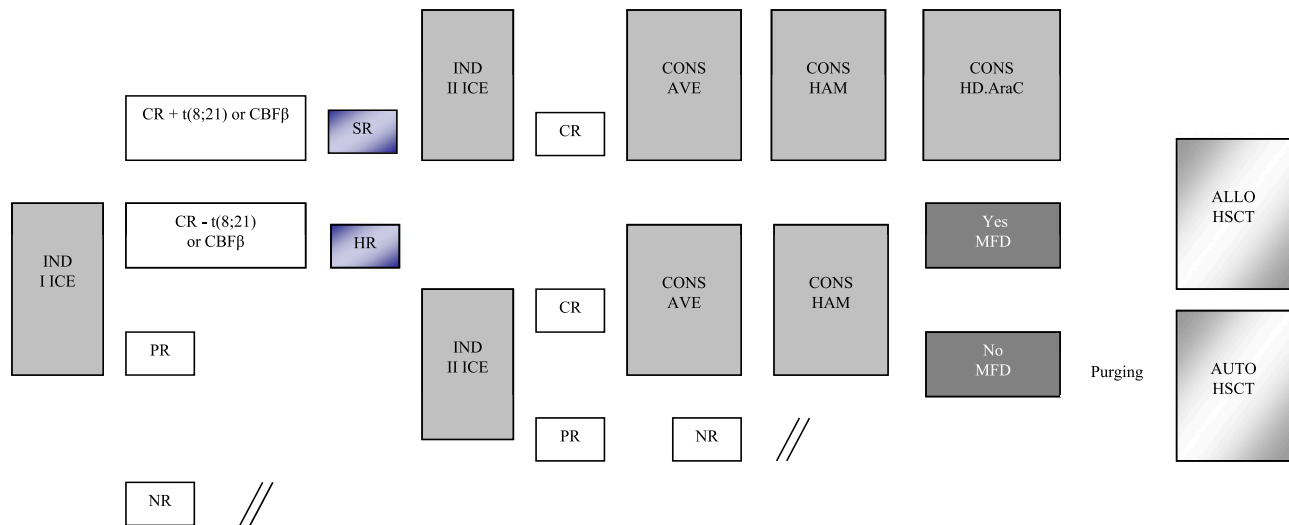 IND
II ICE
CONS
AVE
CONS
HAM
CONS
HD.AraC
CR + t(8;21) or CBFβ
SR
CR
ALLO
HSCT
CR - t(8;21)
or CBFβ
HR
Yes
MFD
IND
I ICE
CONS
AVE
CONS
HAM
CR
IND
II ICE
PR
No
MFD
Purging
AUTO
HSCT
PR
NR
//
NR
//